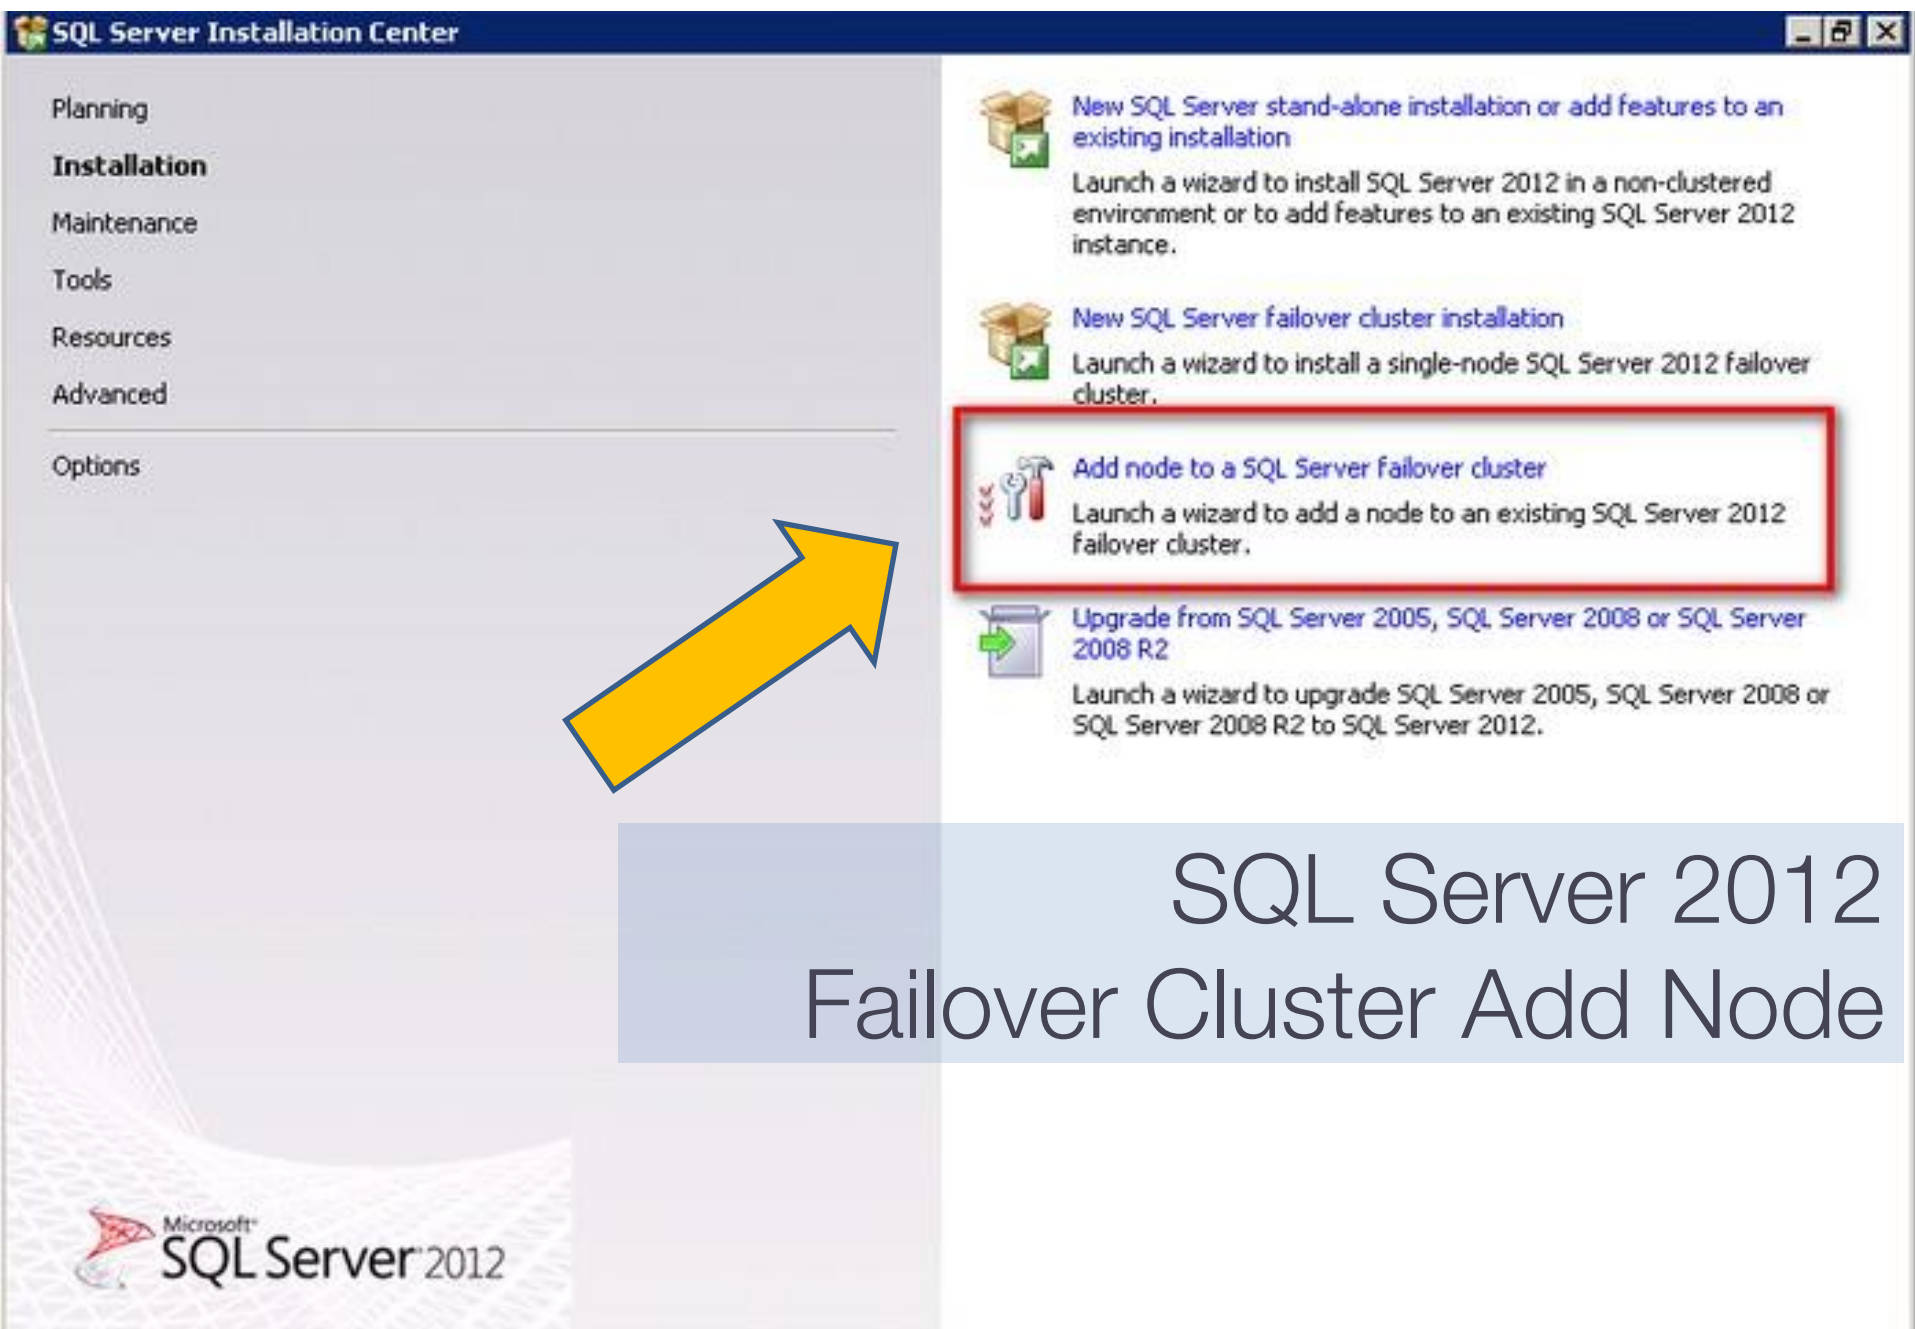 SQL Server Installation Center
Planning
Installation
Maintenance
Tools
Resources
Advanced
Options
New SQL Server stand-alone installation or add features to an
existing installation
Launch a wizard to install SQL Server 2012 in a non-clustered
environment or to add features to an existing SQL Server 2012
instance.
New SQL Server failover cluster installation
Launch a wizard to install a single-node SQL Server 2012 failover
cluster.
Add node to a SQL Server failover cluster
Launch a wizard to add a node to an existing SQL Server 2012
failover cluster.
Upgrade from SQL Server 2005, SQL Server 2008 or SQL Server
2008 R2
Launch a wizard to upgrade SQL Server 2005, SQL Server 2008 or
SQL Server 2008 R2 to SQL Server 2012.
SQL Server 2012
Failover Cluster Add Node
Microsoft
SQL Server 2012